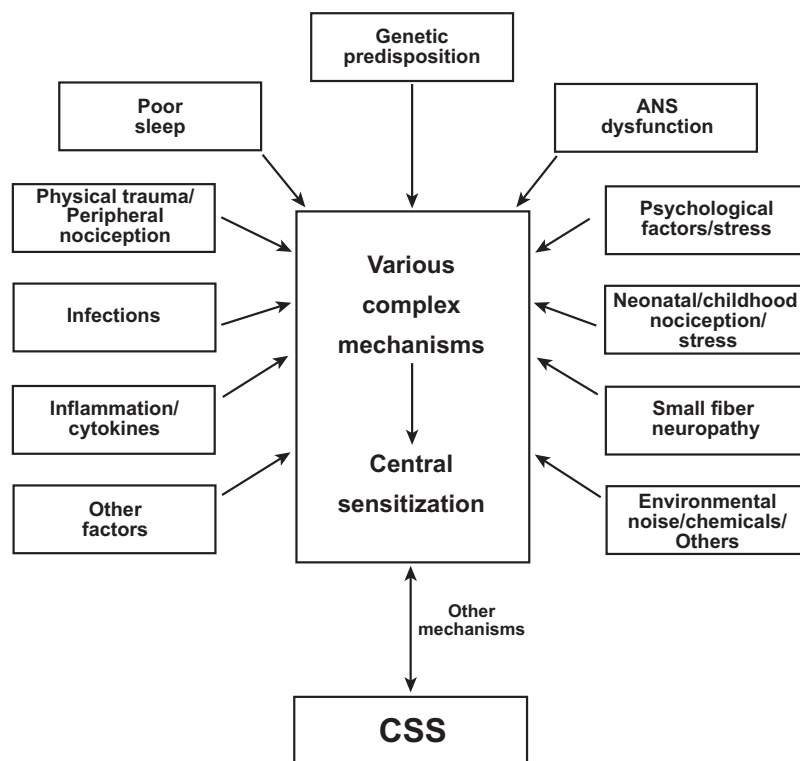 Genetic
predisposition
Poor
sleep
ANS
dysfunction
Physical trauma/
Peripheral
nociception
Psychological
factors/stress
Infections
Neonatal/childhood
nociception/
stress
Inflammation/
cytokines
Small fiber
neuropathy
Other
factors
Environmental
noise/chemicals/
Others
Various
complex
mechanisms
Central
sensitization
Other
mechanisms
CSS